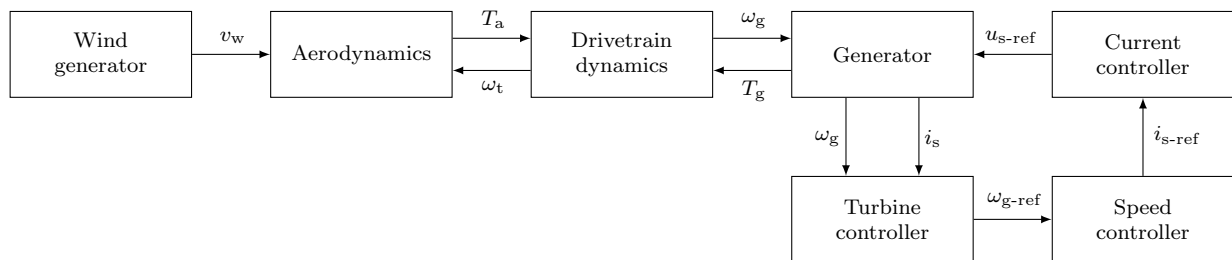 Wind
generator
v_w
Aerodynamics
T_a
ω_t
Drivetrain
dynamics
ω_g
T_g
Generator
u_s-ref
Current
controller
ω_g
i_s
i_s-ref
Turbine
controller
ω_g-ref
Speed
controller